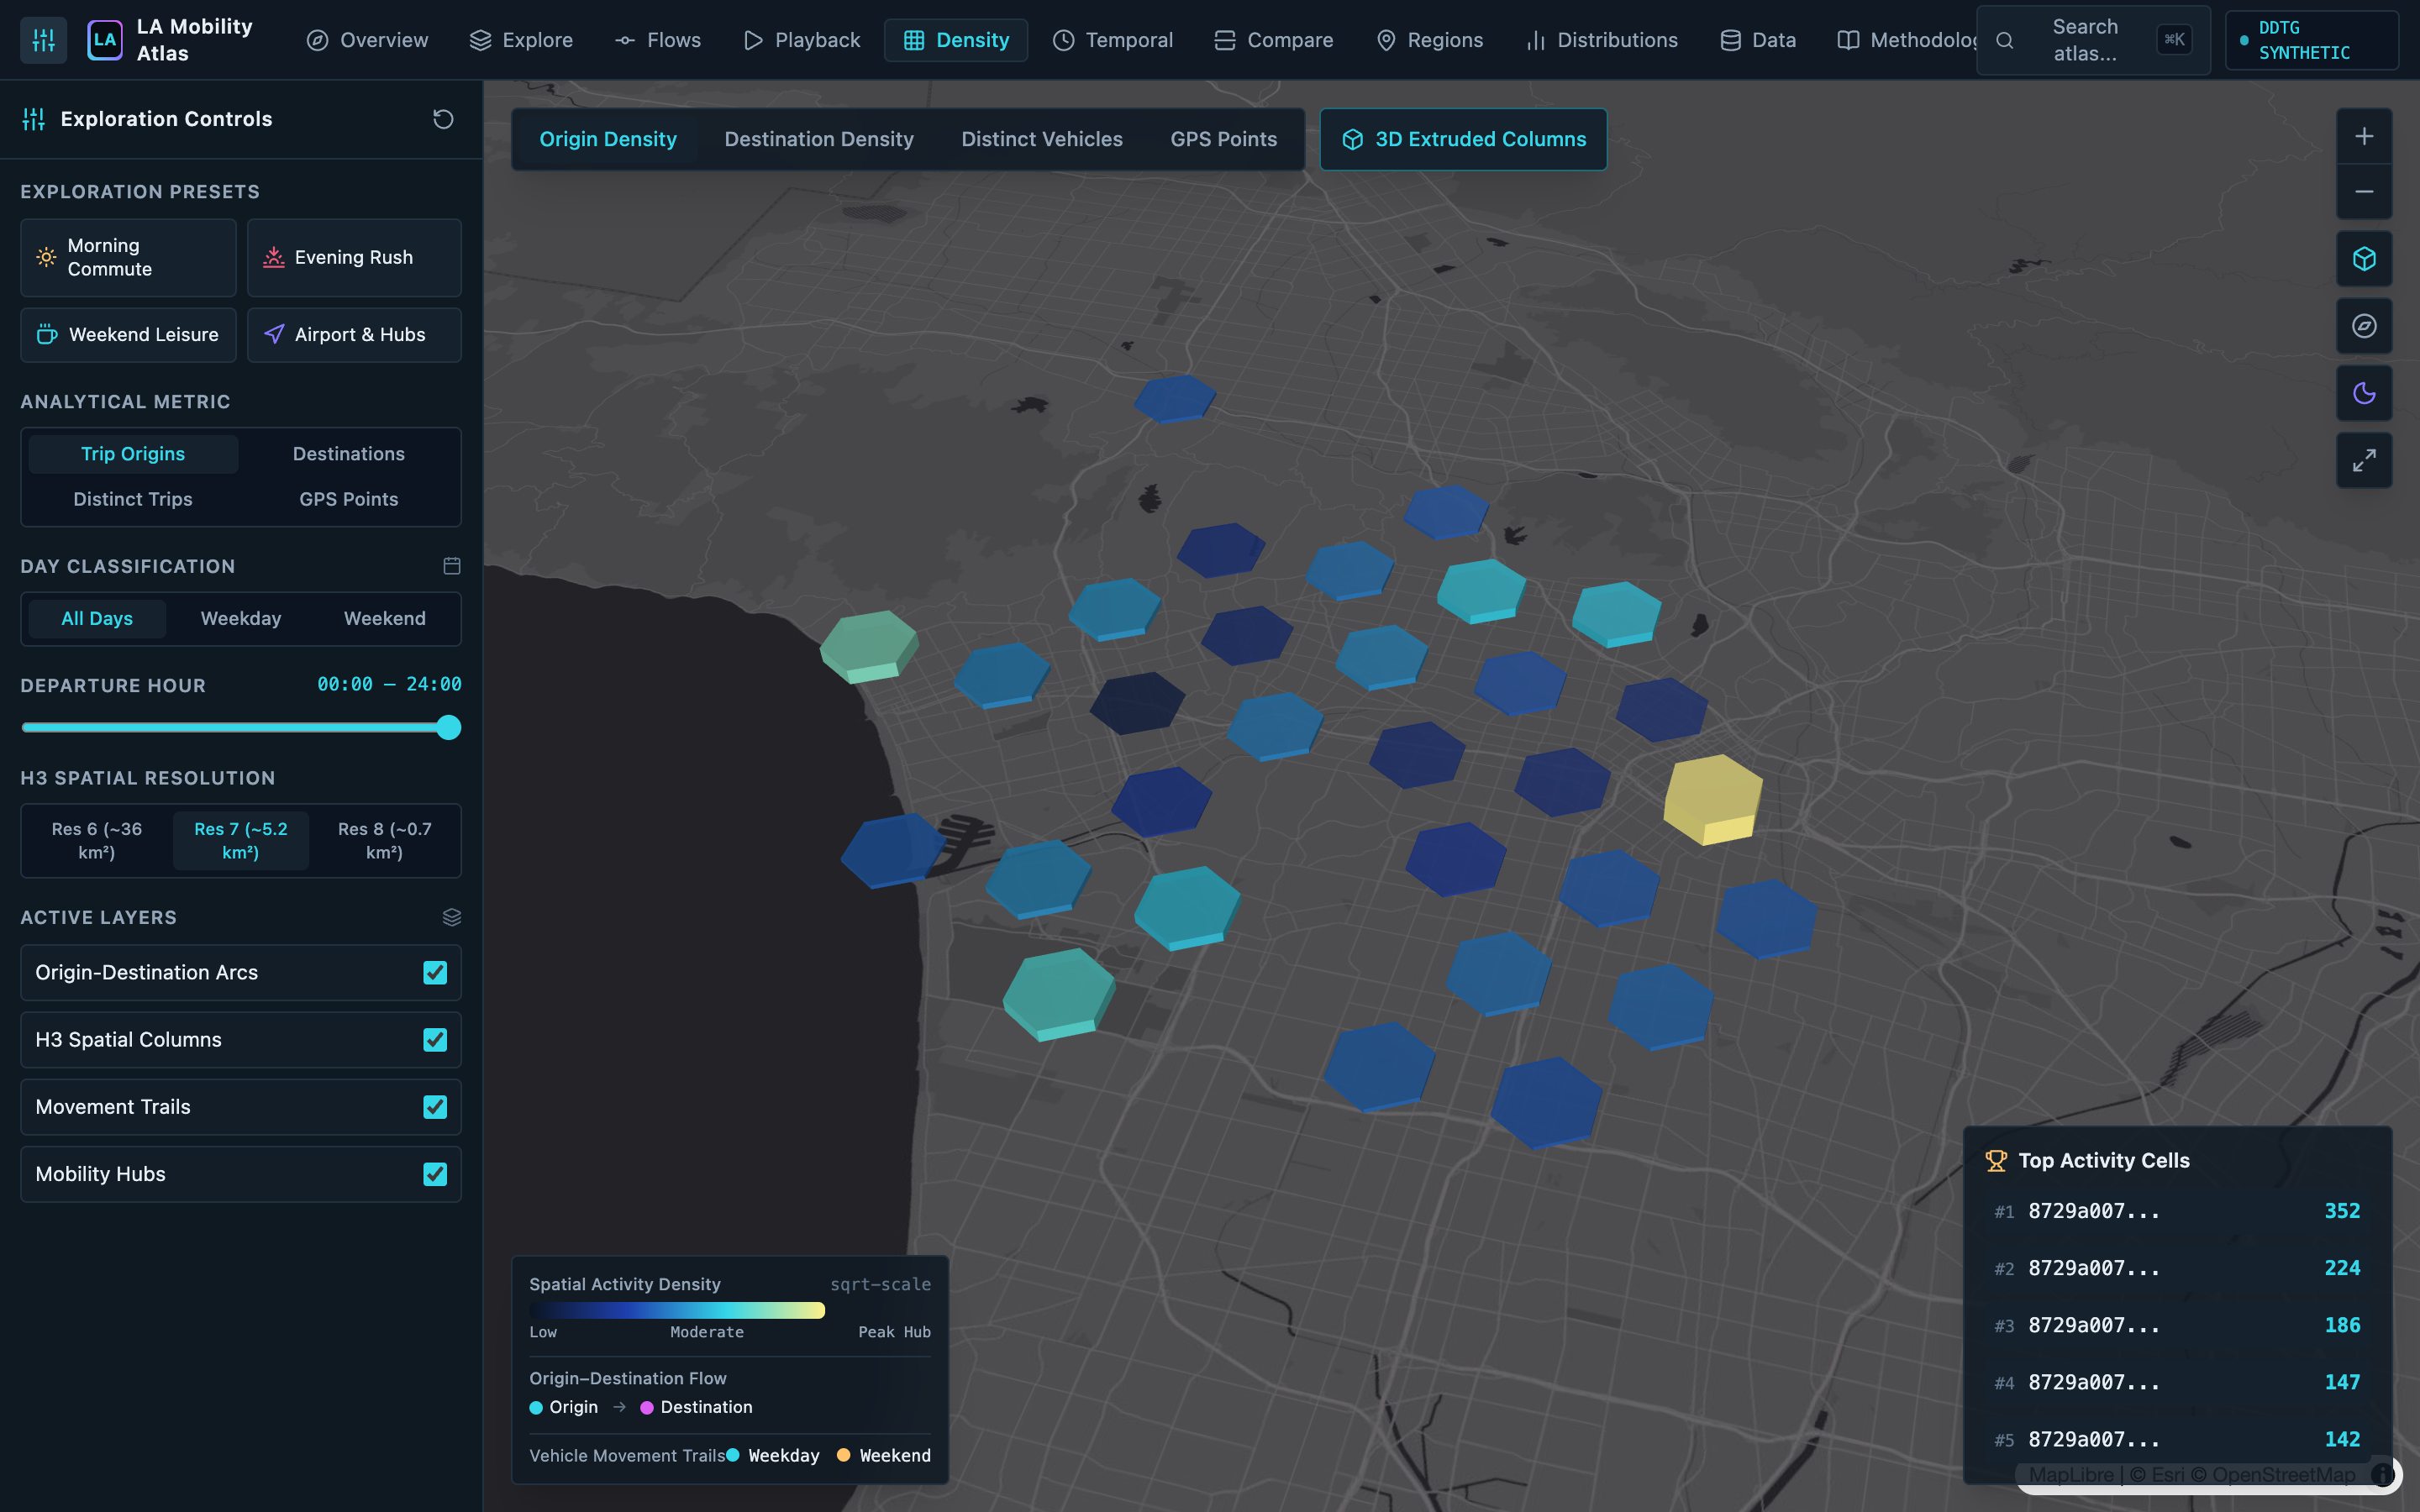 LA
LA Mobility
Atlas
Overview
Explore
Flows
Playback
Density
Temporal
Compare
Regions
Distributions
Data
Methodolog
Search
atlas...
⌘K
DDTG
SYNTHETIC
Exploration Controls
EXPLORATION PRESETS
Morning
Commute
Evening Rush
Weekend Leisure
Airport & Hubs
ANALYTICAL METRIC
Trip Origins
Destinations
Distinct Trips
GPS Points
DAY CLASSIFICATION
All Days
Weekday
Weekend
DEPARTURE HOUR
00:00 – 24:00
H3 SPATIAL RESOLUTION
Res 6 (~36
km²)
Res 7 (~5.2
km²)
Res 8 (~0.7
km²)
ACTIVE LAYERS
Origin-Destination Arcs
H3 Spatial Columns
Movement Trails
Mobility Hubs
Origin Density
Destination Density
Distinct Vehicles
GPS Points
3D Extruded Columns
Spatial Activity Density
sqrt-scale
Low
Moderate
Peak Hub
Origin–Destination Flow
Origin → Destination
Vehicle Movement Trails
Weekday
Weekend
Top Activity Cells
#1 8729a007... 352
#2 8729a007... 224
#3 8729a007... 186
#4 8729a007... 147
#5 8729a007... 142
MapLibre | © Esri © OpenStreetMap